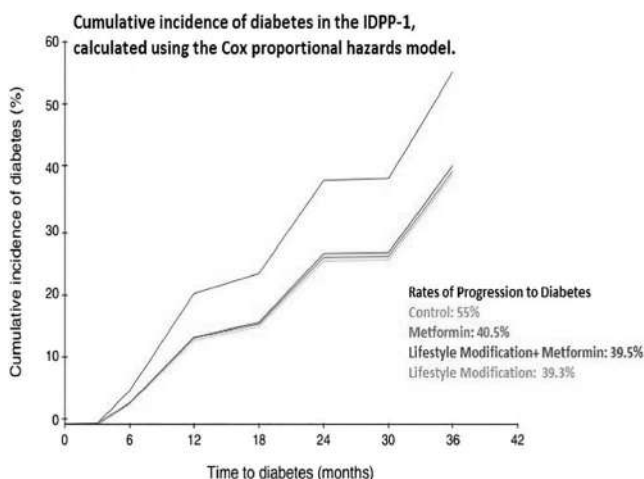 Cumulative incidence of diabetes in the IDPP-1,
calculated using the Cox proportional hazards model.
Cumulative incidence of diabetes (%)
60
50
40
30
20
10
0
Rates of Progression to Diabetes
Control: 55%
Metformin: 40.5%
Lifestyle Modification+ Metformin: 39.5%
Lifestyle Modification: 39.3%
0 6 12 18 24 30 36 42
Time to diabetes (months)